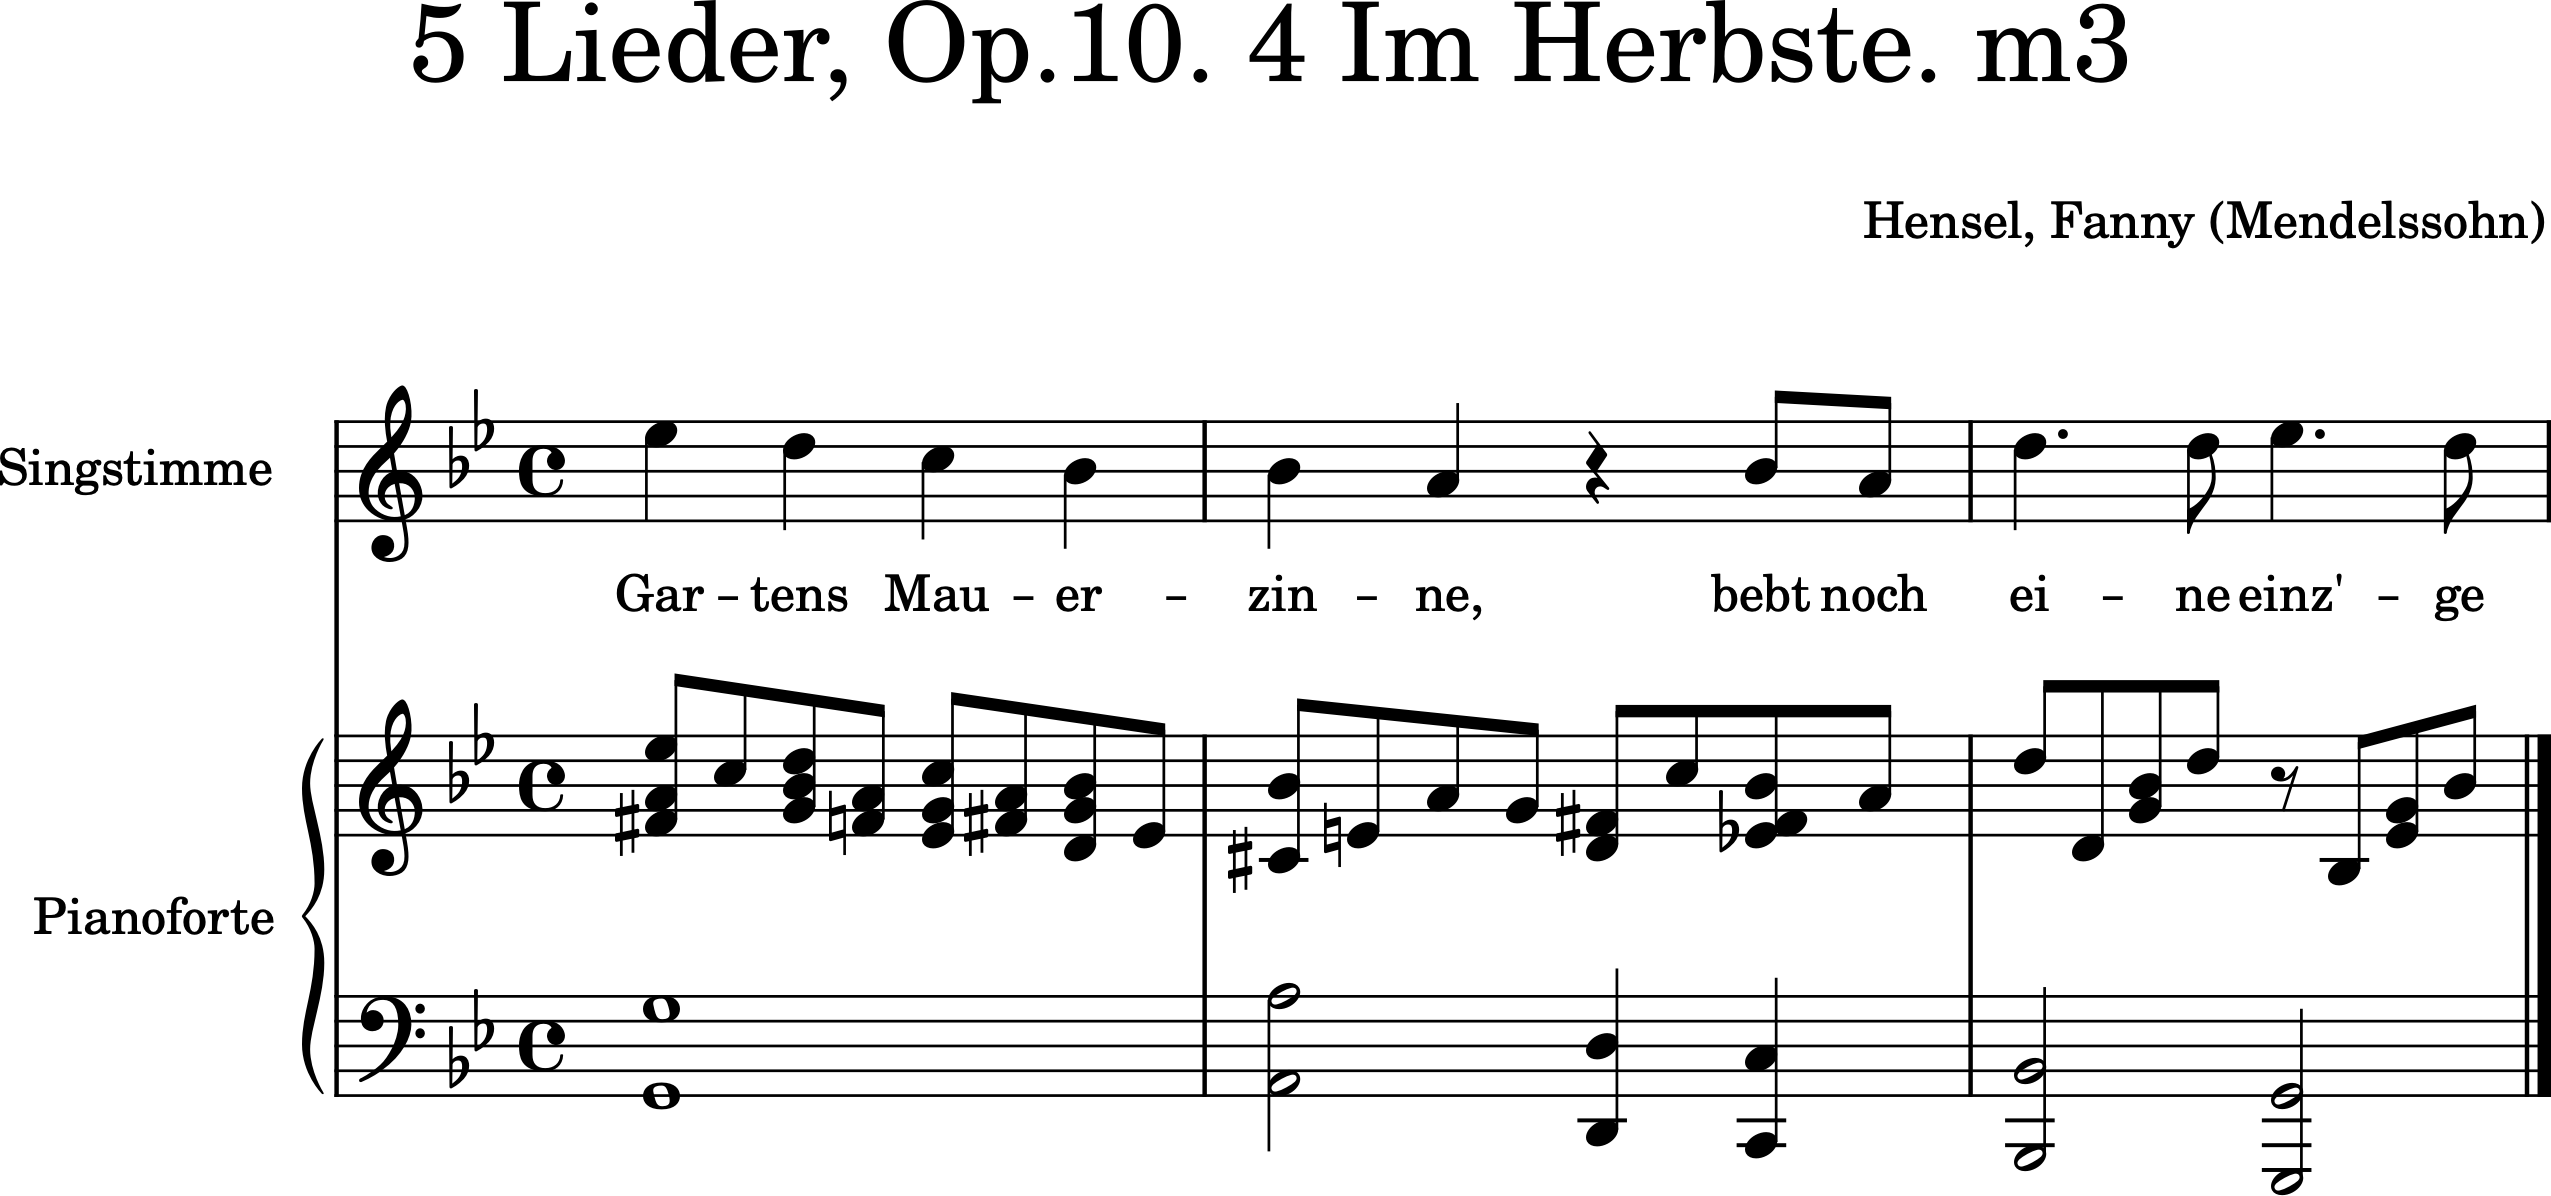 5 Lieder, Op.10. 4 Im Herbste. m3
Hensel, Fanny (Mendelssohn)
Singstimme
Gar – tens Mau – er – zin – ne, bebt noch ei – ne einz' – ge
Pianoforte